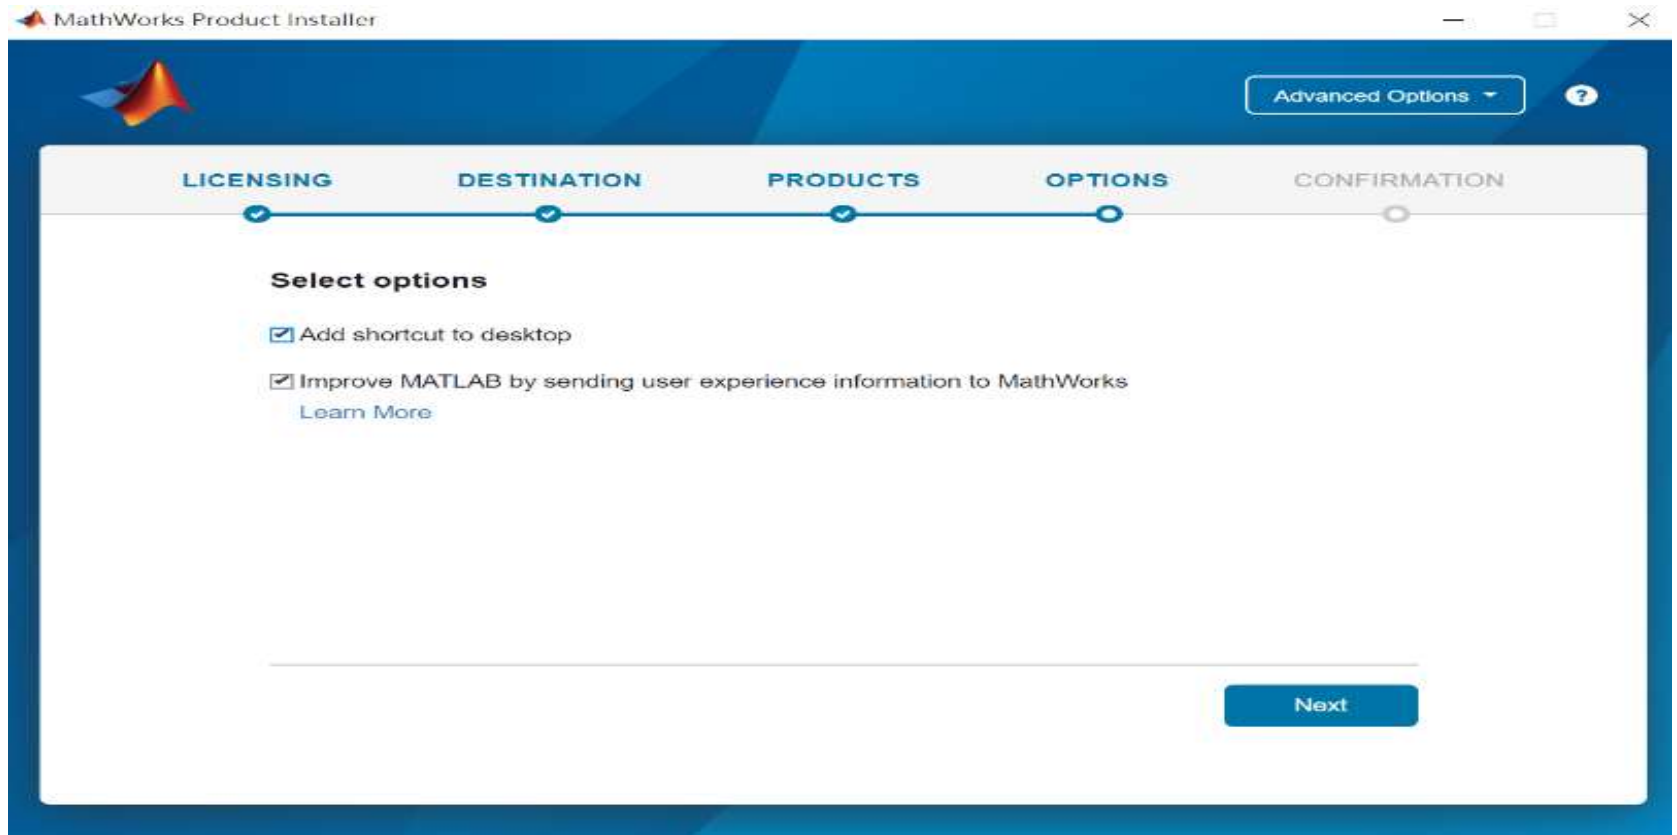 MathWorks Product Installer
Advanced Options
?
LICENSING DESTINATION PRODUCTS OPTIONS CONFIRMATION
Select options
Add shortcut to desktop
Improve MATLAB by sending user experience information to MathWorks
Learn More
Next